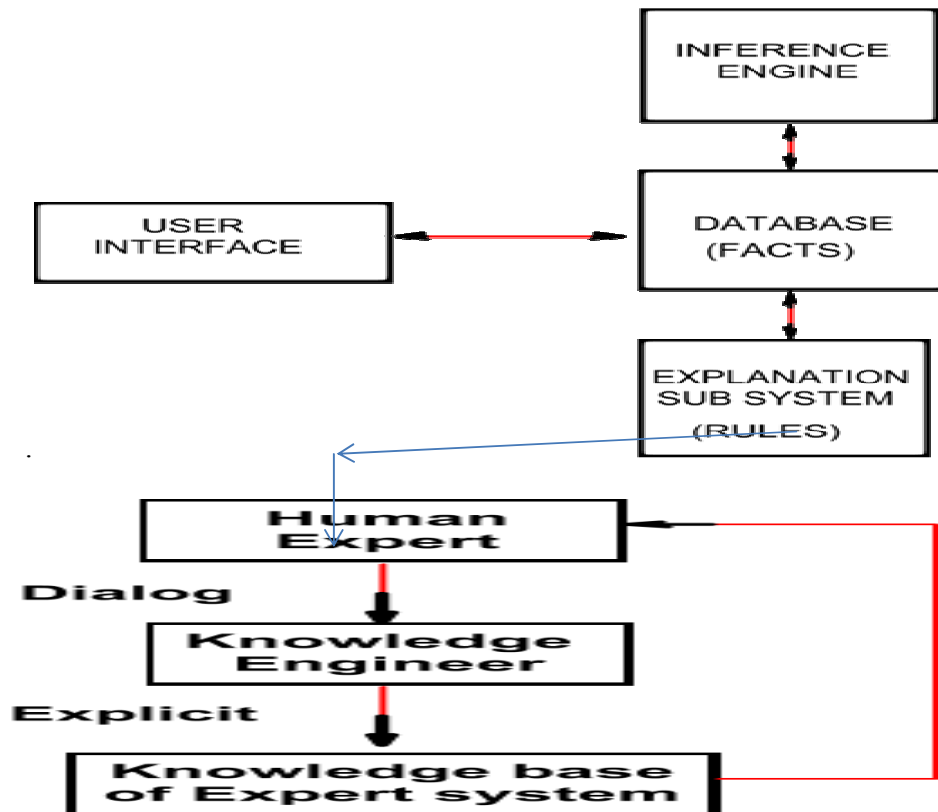 INFERENCE
ENGINE
USER
INTERFACE
DATABASE
(FACTS)
EXPLANATION
SUB SYSTEM
(RULES)
Human
Expert
Dialog
Knowledge
Engineer
Explicit
Knowledge base
of Expert system